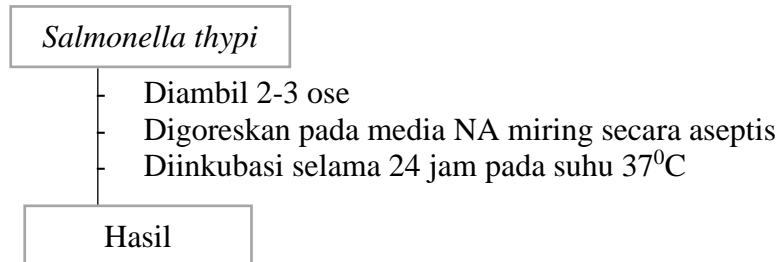 Salmonella thypi
- Diambil 2-3 ose
- Digoreskan pada media NA miring secara aseptis
- Diinkubasi selama 24 jam pada suhu 37⁰C
Hasil